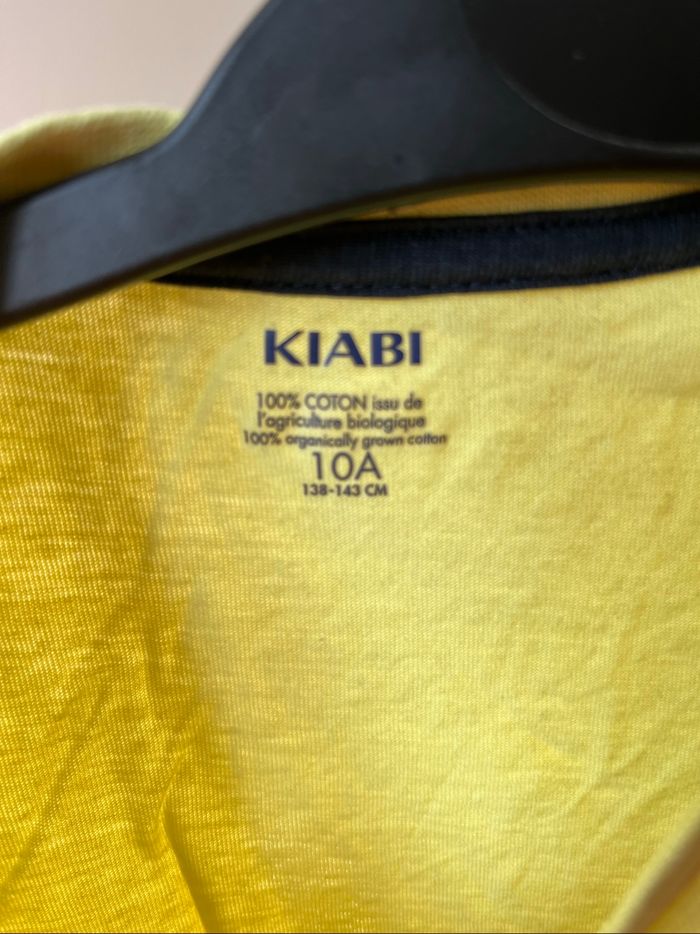 KIABI
100% COTON issu de
l'agriculture biologique
100% organically grown cotton
10A
138-143 CM